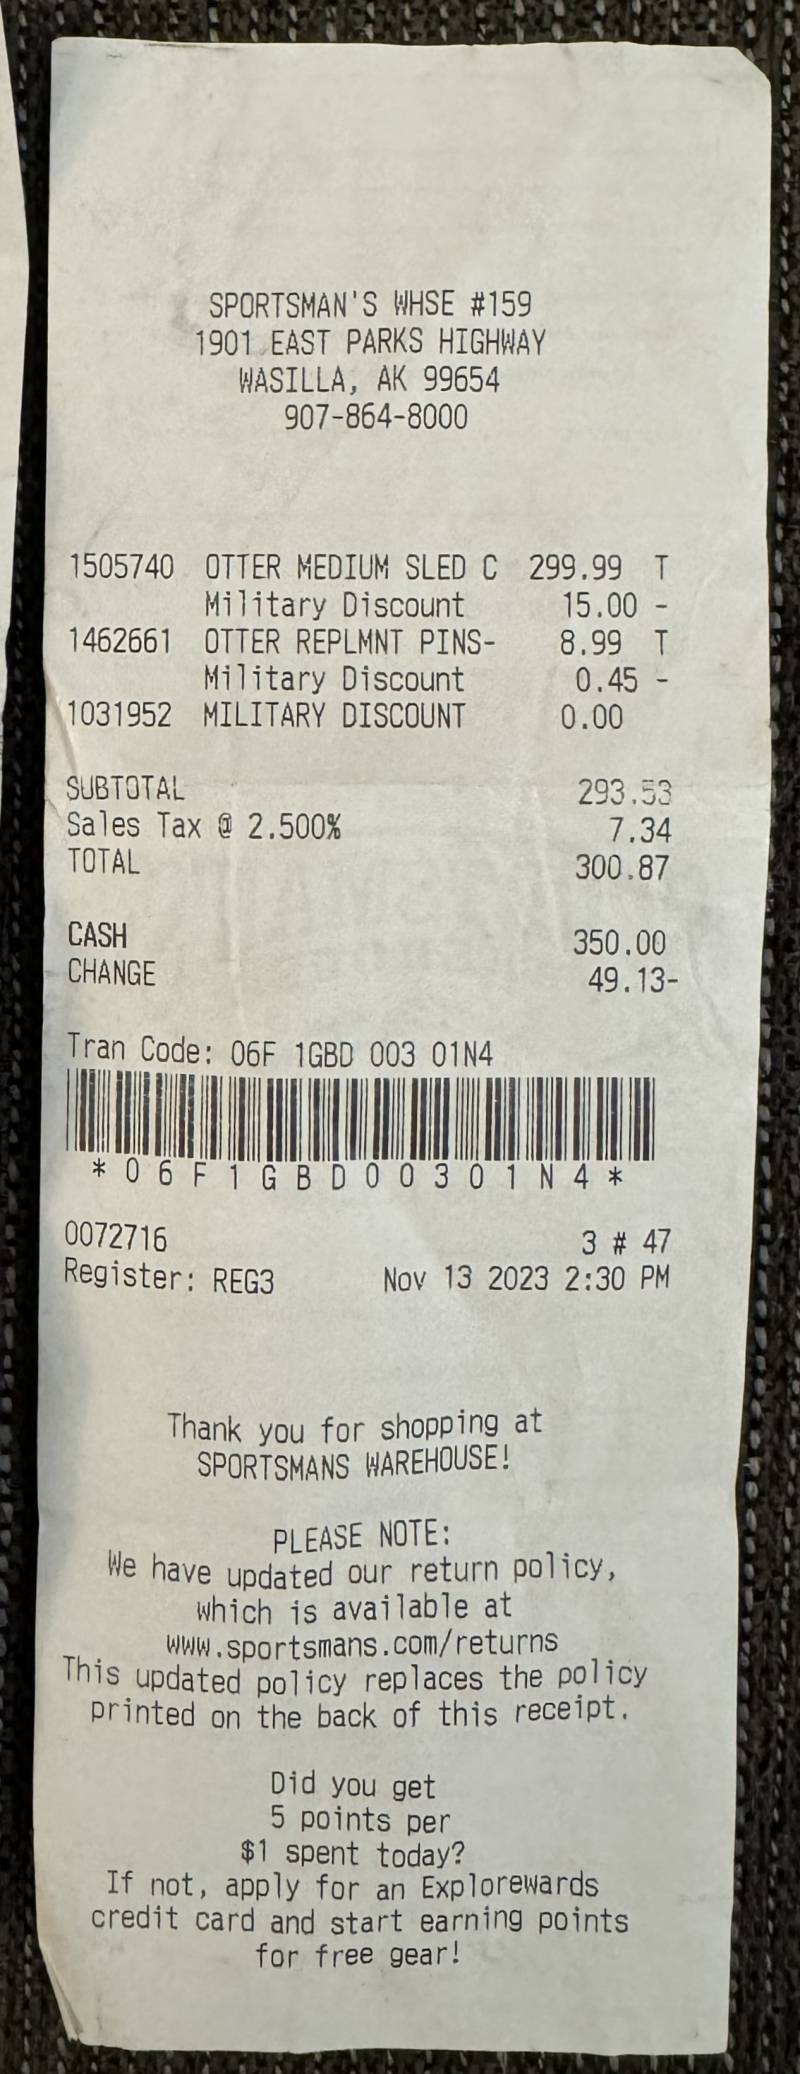 SPORTSMAN'S WHSE #159
1901 EAST PARKS HIGHWAY
WASILLA, AK 99654
907-864-8000
1505740 OTTER MEDIUM SLED C 299.99 T
Military Discount 15.00 -
1462661 OTTER REPLMNT PINS- 8.99 T
Military Discount 0.45 -
1031952 MILITARY DISCOUNT 0.00
SUBTOTAL 293.53
Sales Tax @ 2.500% 7.34
TOTAL 300.87
CASH 350.00
CHANGE 49.13-
Tran Code: 06F 1GBD 003 01N4
*06F1GBD00301N4*
0072716 3 # 47
Register: REG3 Nov 13 2023 2:30 PM
Thank you for shopping at
SPORTSMANS WAREHOUSE!
PLEASE NOTE:
We have updated our return policy,
which is available at
www.sportsmans.com/returns
This updated policy replaces the policy
printed on the back of this receipt.
Did you get
5 points per
$1 spent today?
If not, apply for an Explorewards
credit card and start earning points
for free gear!